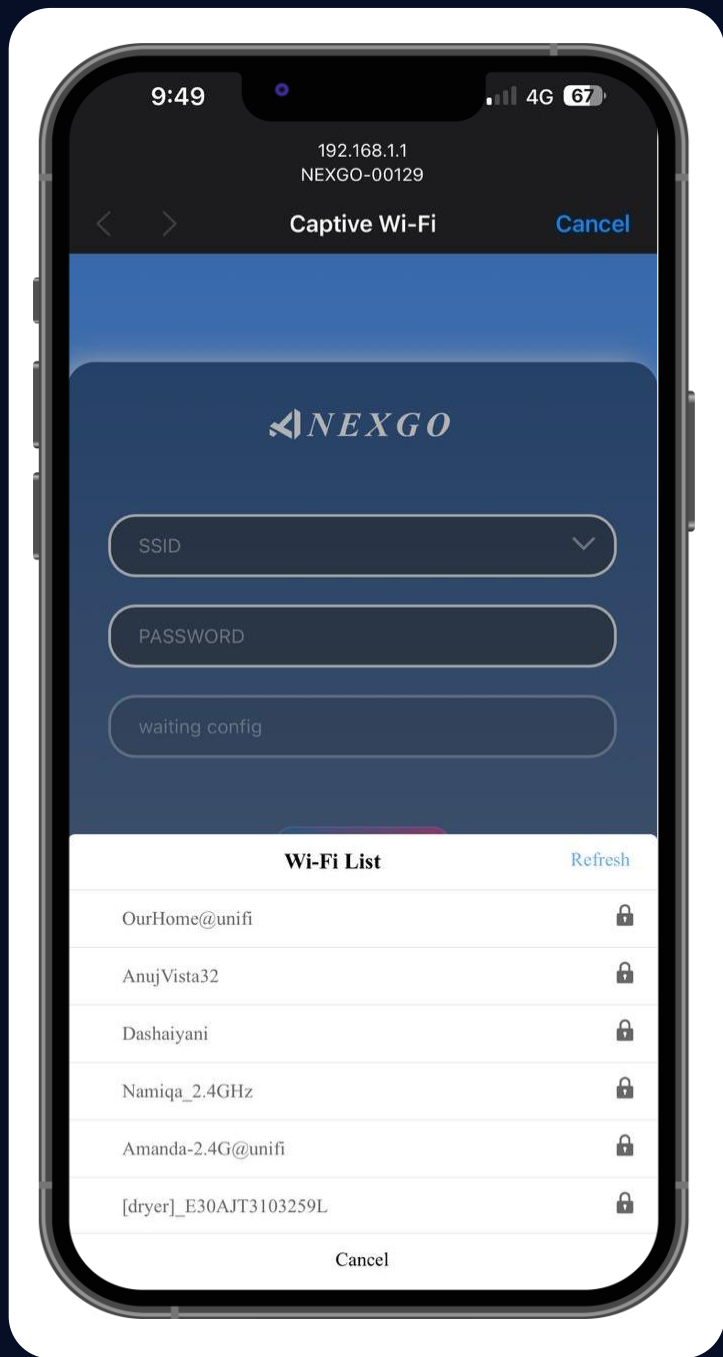 9:49
4G 67
192.168.1.1
NEXGO-00129
Captive Wi-Fi
Cancel
NEXGO
SSID
PASSWORD
waiting config
Wi-Fi List
Refresh
OurHome@unifi
AnujVista32
Dashaiyani
Namiqa_2.4GHz
Amanda-2.4G@unifi
[dryer]_E30AJT3103259L
Cancel